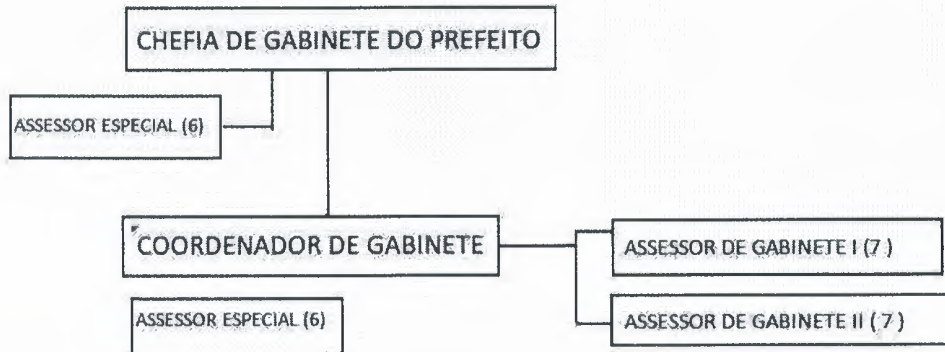 CHEFIA DE GABINETE DO PREFEITO
ASSESSOR ESPECIAL (6)
COORDENADOR DE GABINETE
ASSESSOR DE GABINETE I (7 )
ASSESSOR ESPECIAL (6)
ASSESSOR DE GABINETE II ( 7 )